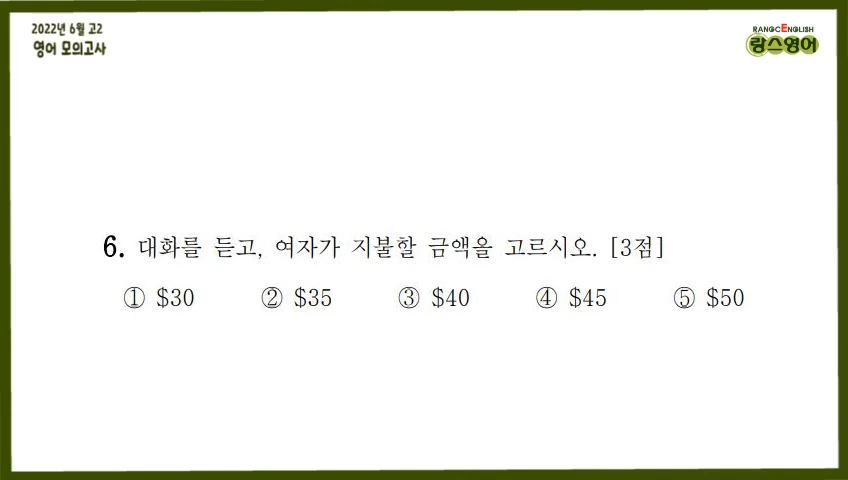 2022년 6월 고2
영어 모의고사
RANGCENGLISH
랑스영어
6. 대화를 듣고, 여자가 지불할 금액을 고르시오. [3점]
① $30 ② $35 ③ $40 ④ $45 ⑤ $50